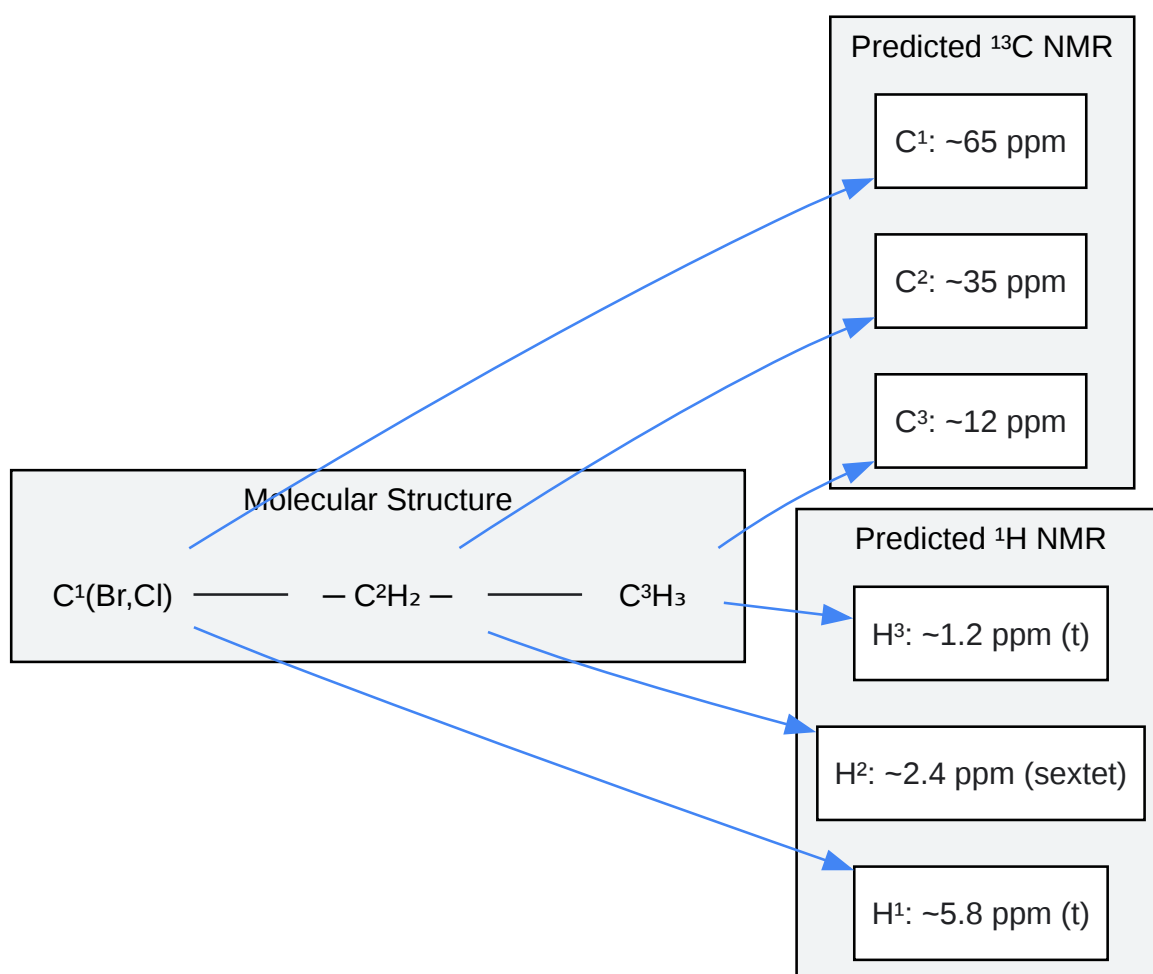 Predicted ¹³C NMR
C¹: ~65 ppm
C²: ~35 ppm
C³: ~12 ppm
Molecular Structure
C¹(Br,Cl) — C²H₂ — C³H₃
Predicted ¹H NMR
H³: ~1.2 ppm (t)
H²: ~2.4 ppm (sextet)
H¹: ~5.8 ppm (t)